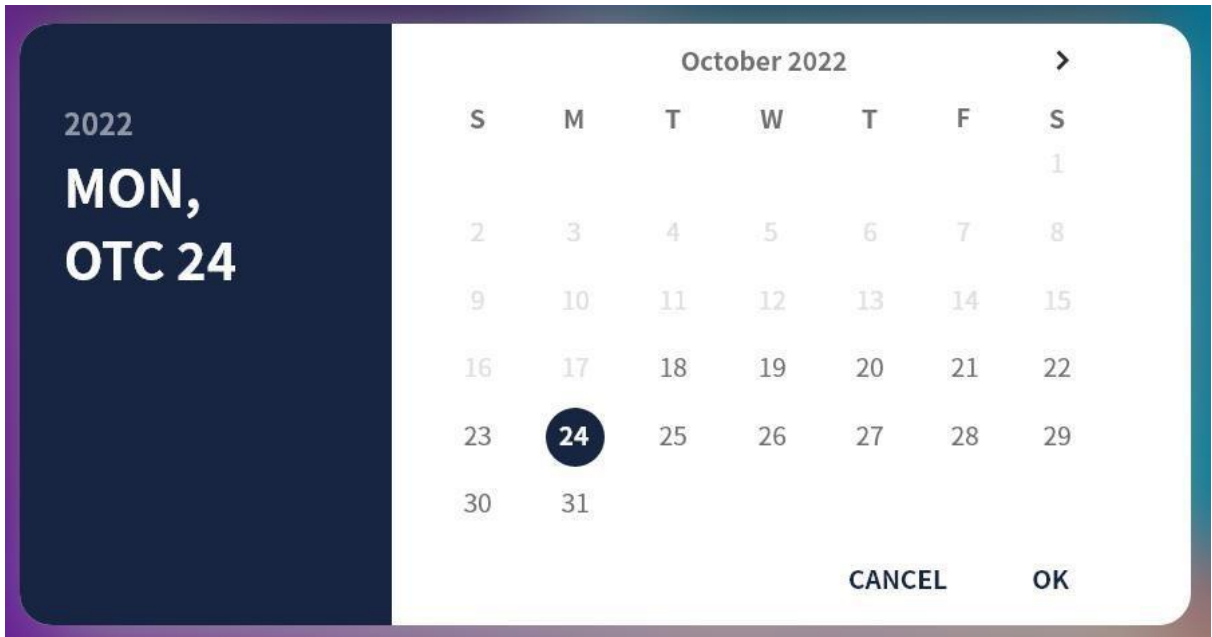 2022
MON,
OTC 24
October 2022 >
S M T W T F S
1
2 3 4 5 6 7 8
9 10 11 12 13 14 15
16 17 18 19 20 21 22
23 24 25 26 27 28 29
30 31
CANCEL OK